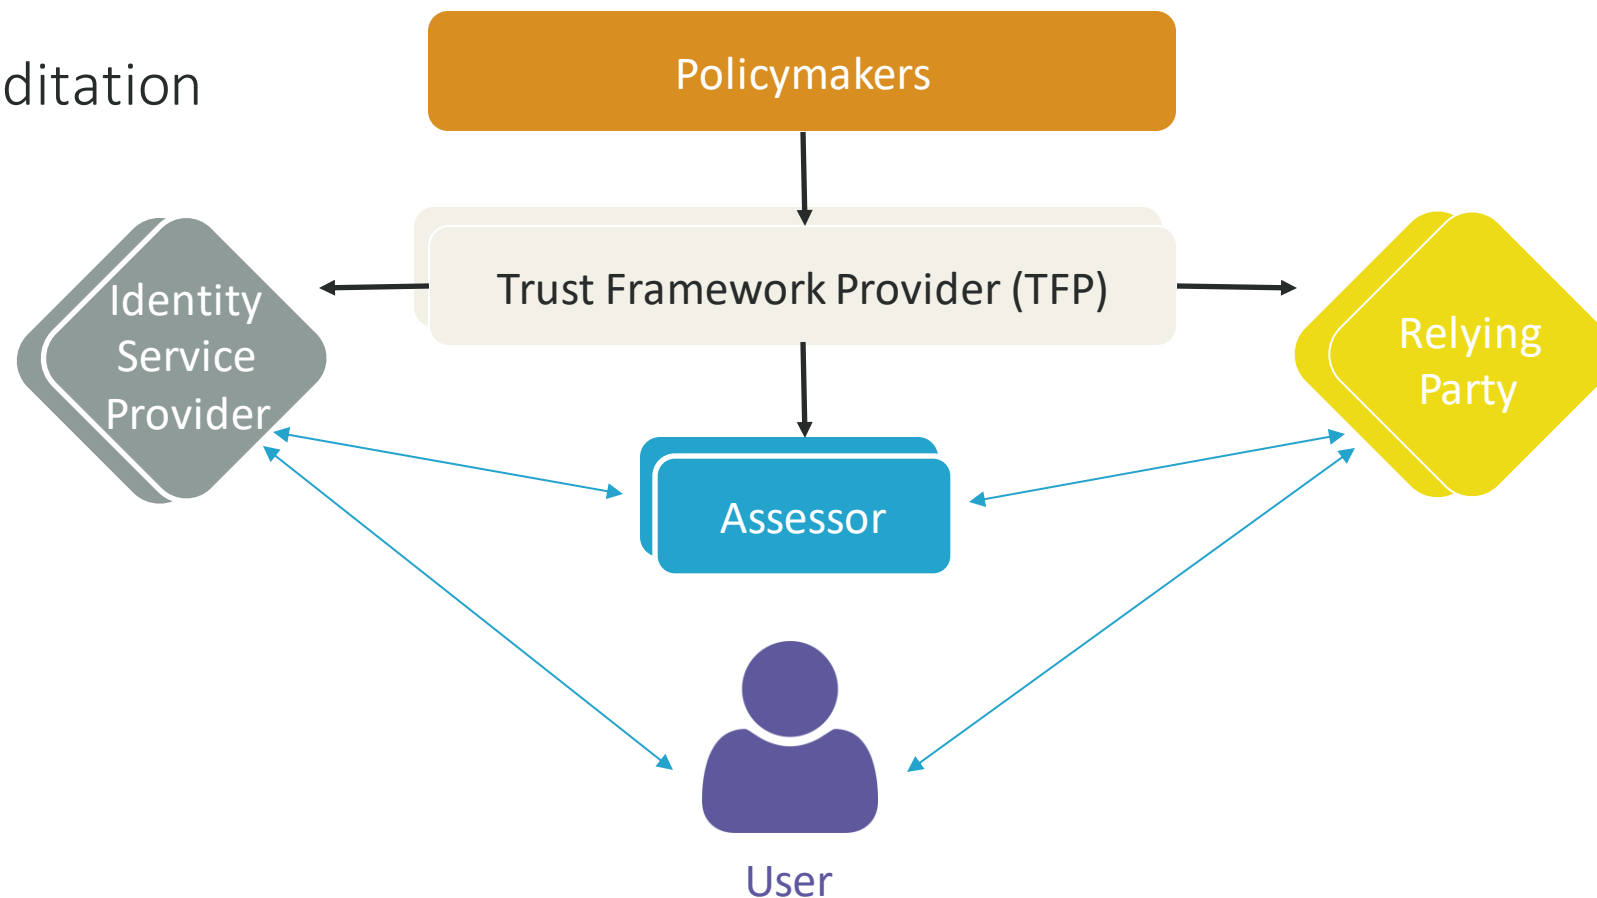 ditation
Policymakers
Trust Framework Provider (TFP)
Identity
Service
Provider
Relying
Party
Assessor
User